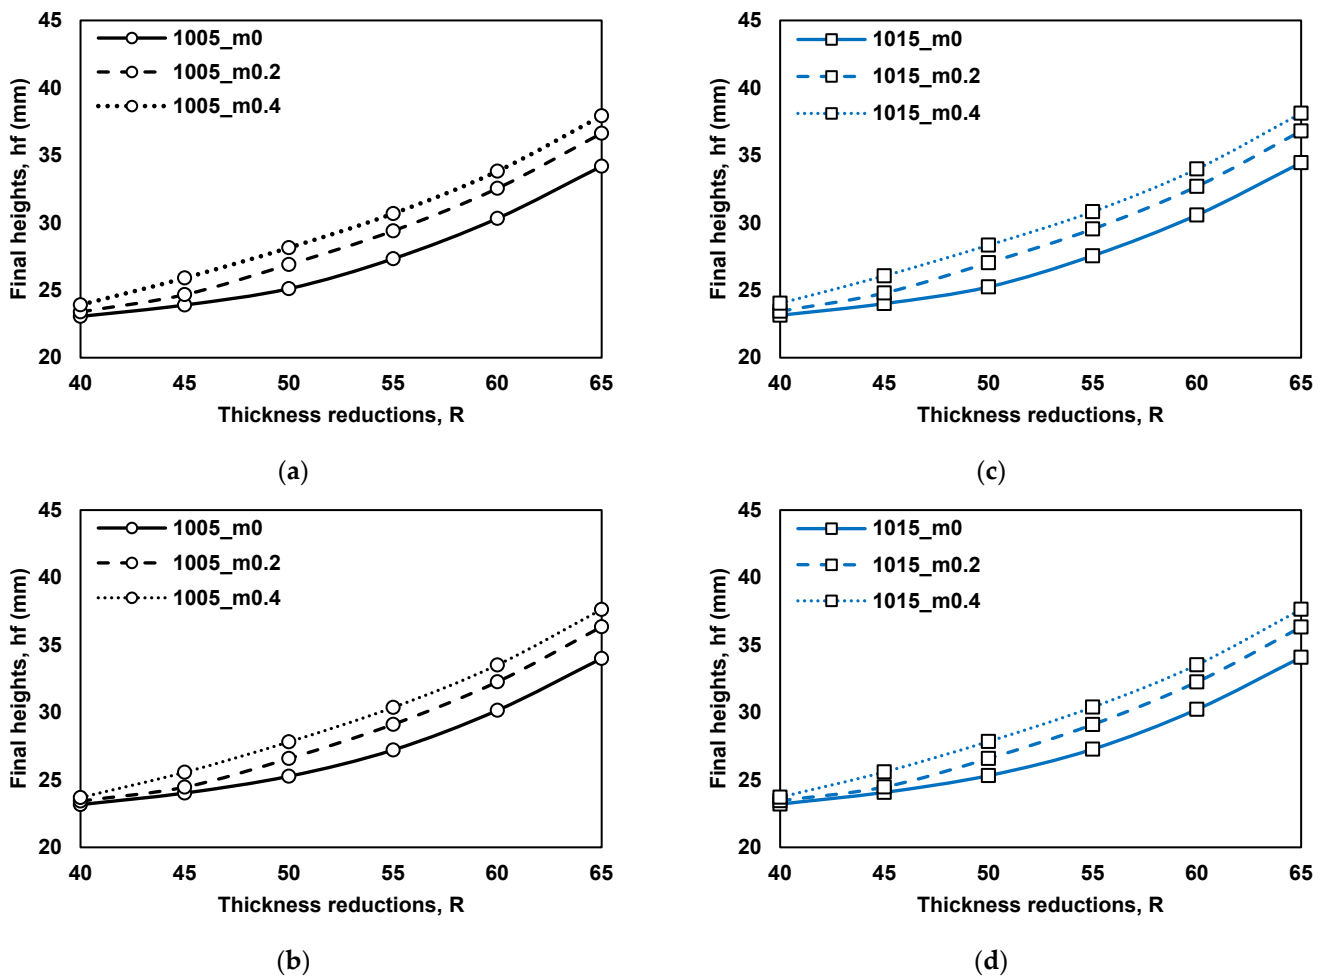 45
40
35
30
25
20
Final heights, hf (mm)
1005_m0
1005_m0.2
1005_m0.4
40 45 50 55 60 65
Thickness reductions, R
(a)
45
40
35
30
25
20
Final heights, hf (mm)
1015_m0
1015_m0.2
1015_m0.4
40 45 50 55 60 65
Thickness reductions, R
(c)
45
40
35
30
25
20
Final heights, hf (mm)
1005_m0
1005_m0.2
1005_m0.4
40 45 50 55 60 65
Thickness reductions, R
(b)
45
40
35
30
25
20
Final heights, hf (mm)
1015_m0
1015_m0.2
1015_m0.4
40 45 50 55 60 65
Thickness reductions, R
(d)